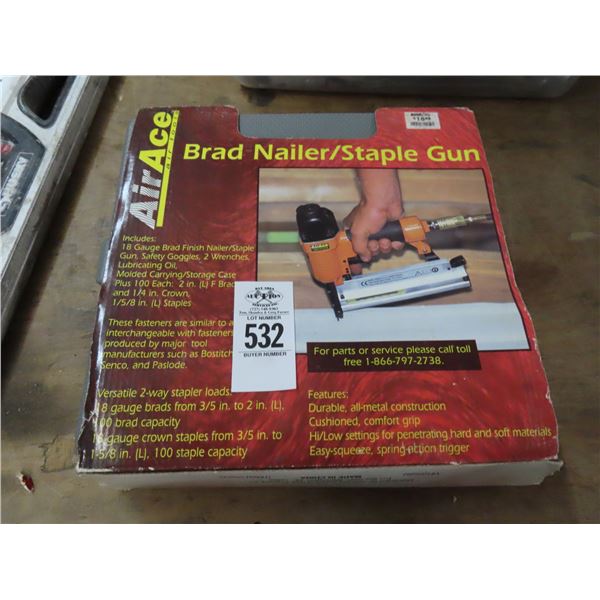 AirAce
AIR TOOLS
Brad Nailer/Staple Gun
Includes:
18 Gauge Brad Finish Nailer/Staple
Gun, Safety Goggles, 2 Wrenches,
Lubricating Oil,
Molded Carrying/Storage Case
Plus 100 Each: 2 in. (L) F Brad
and 1/4 in. Crown,
1-5/8 in. (L) Staples
These fasteners are similar to a
interchangeable with fasteners
produced by major tool
manufacturers such as Bostitch
Senco, and Paslode.
AUCTION
LOT NUMBER
532
BUYER NUMBER
For parts or service please call toll
free 1-866-797-2738.
Versatile 2-way stapler loads:
18 gauge brads from 3/5 in. to 2 in. (L),
100 brad capacity
18 gauge crown staples from 3/5 in. to
1-5/8 in. (L), 100 staple capacity
Features:
Durable, all-metal construction
Cushioned, comfort grip
Hi/Low settings for penetrating hard and soft materials
Easy-squeeze, spring-action trigger
MADE IN CHINA